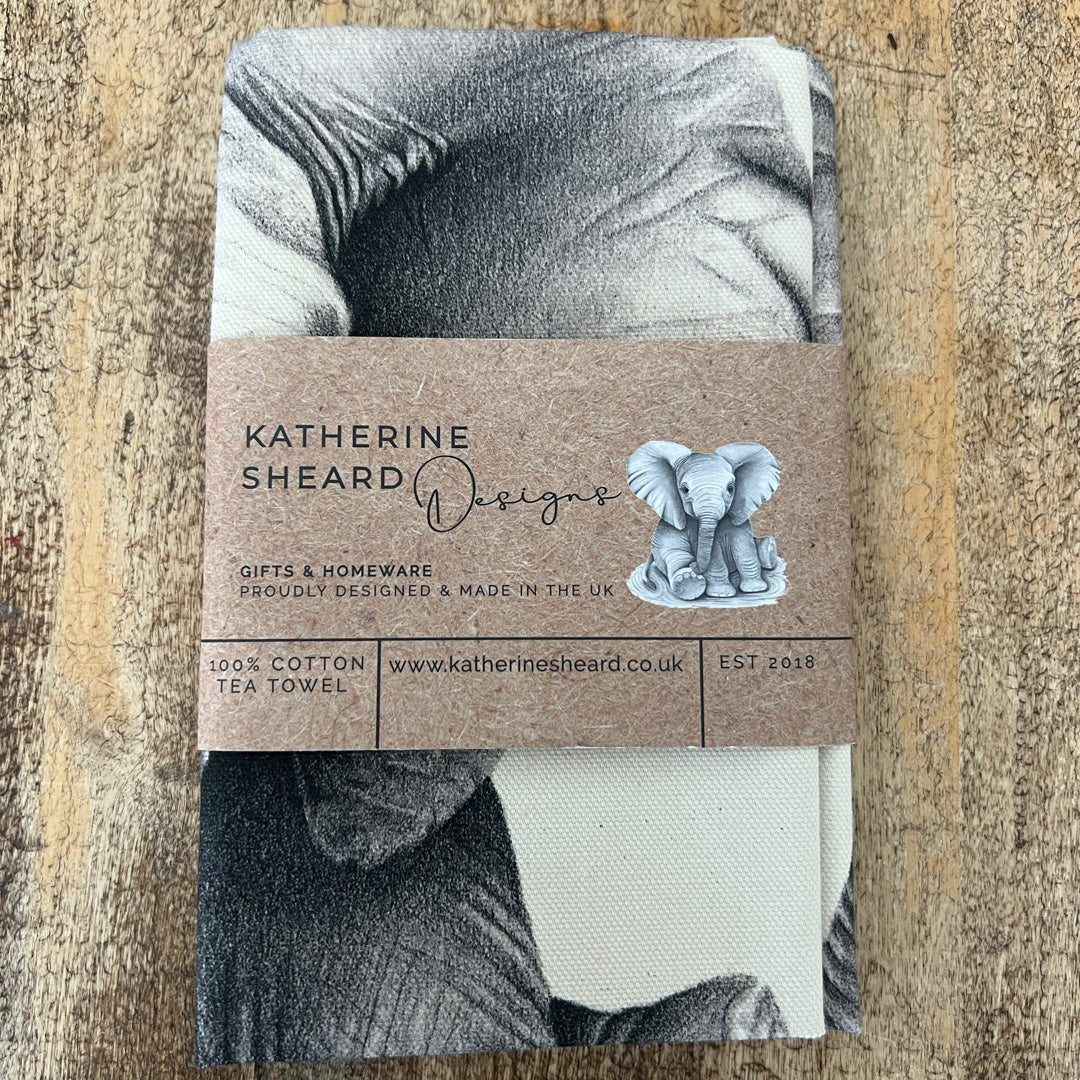 KATHERINE
SHEARD Designs
GIFTS & HOMEWARE
PROUDLY DESIGNED & MADE IN THE UK
100% COTTON
TEA TOWEL
www.katherinesheard.co.uk
EST 2018